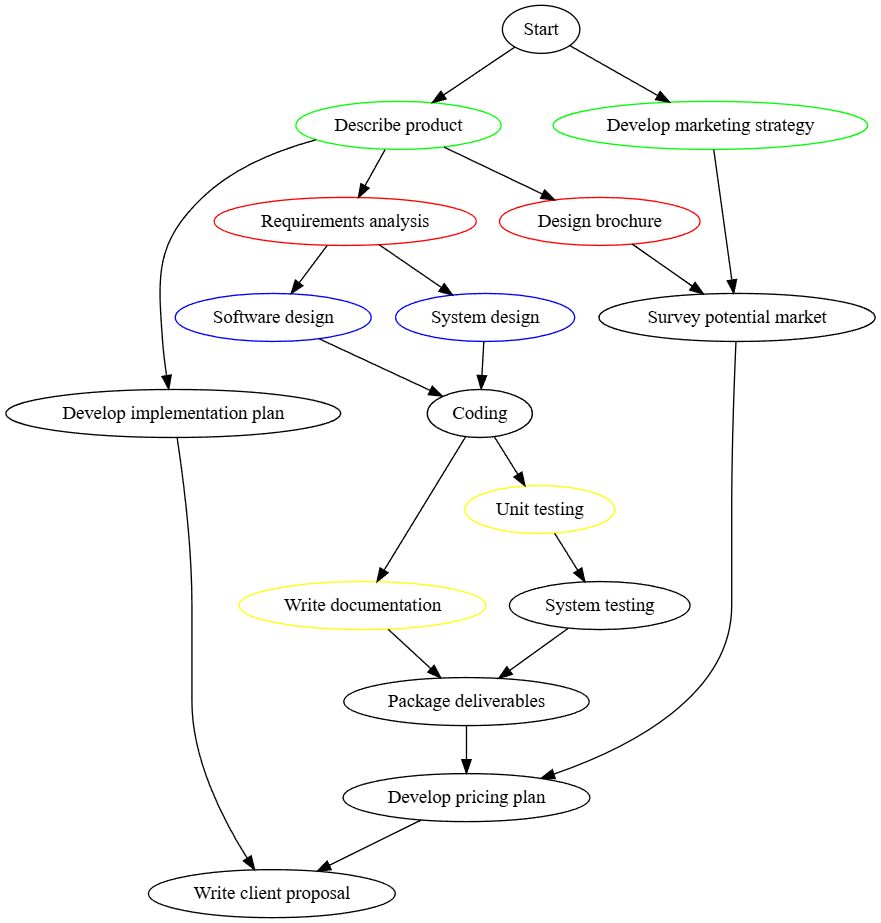 Start
Describe product
Develop marketing strategy
Requirements analysis
Design brochure
Software design
System design
Survey potential market
Develop implementation plan
Coding
Unit testing
Write documentation
System testing
Package deliverables
Develop pricing plan
Write client proposal